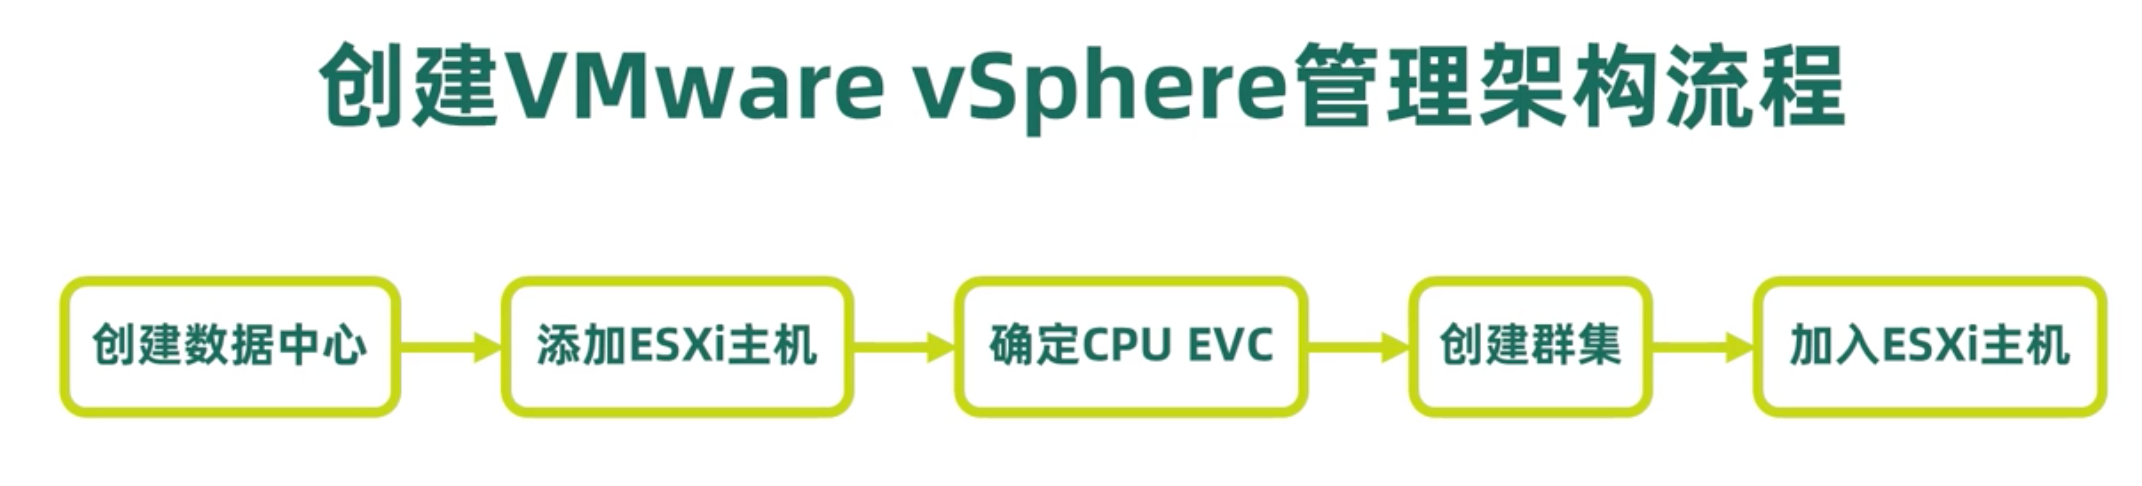 创建VMware vSphere管理架构流程
创建数据中心
添加ESXi主机
确定CPU EVC
创建群集
加入ESXi主机